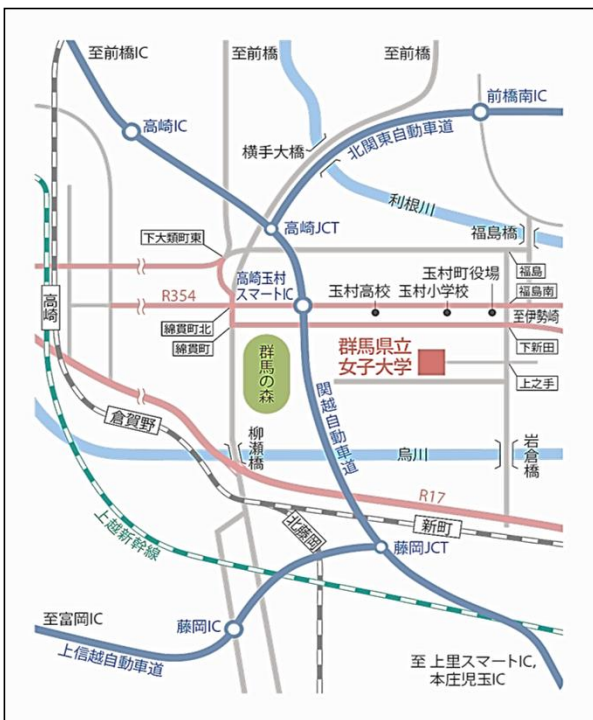 至前橋IC
至前橋
至前橋
前橋南IC
高崎IC
北関東自動車道
横手大橋
利根川
高崎JCT
福島橋
下大類町東
福島
高崎玉村
スマートIC
玉村町役場
玉村高校
玉村小学校
福島南
高崎
R354
至伊勢崎
綿貫町北
綿貫町
群馬の森
群馬県立
女子大学
下新田
上之手
関越自動車道
倉賀野
柳瀬橋
烏川
岩倉橋
R17
新町
上越新幹線
北藤岡
藤岡JCT
至富岡IC
藤岡IC
上信越自動車道
至 上里スマートIC,
本庄児玉IC